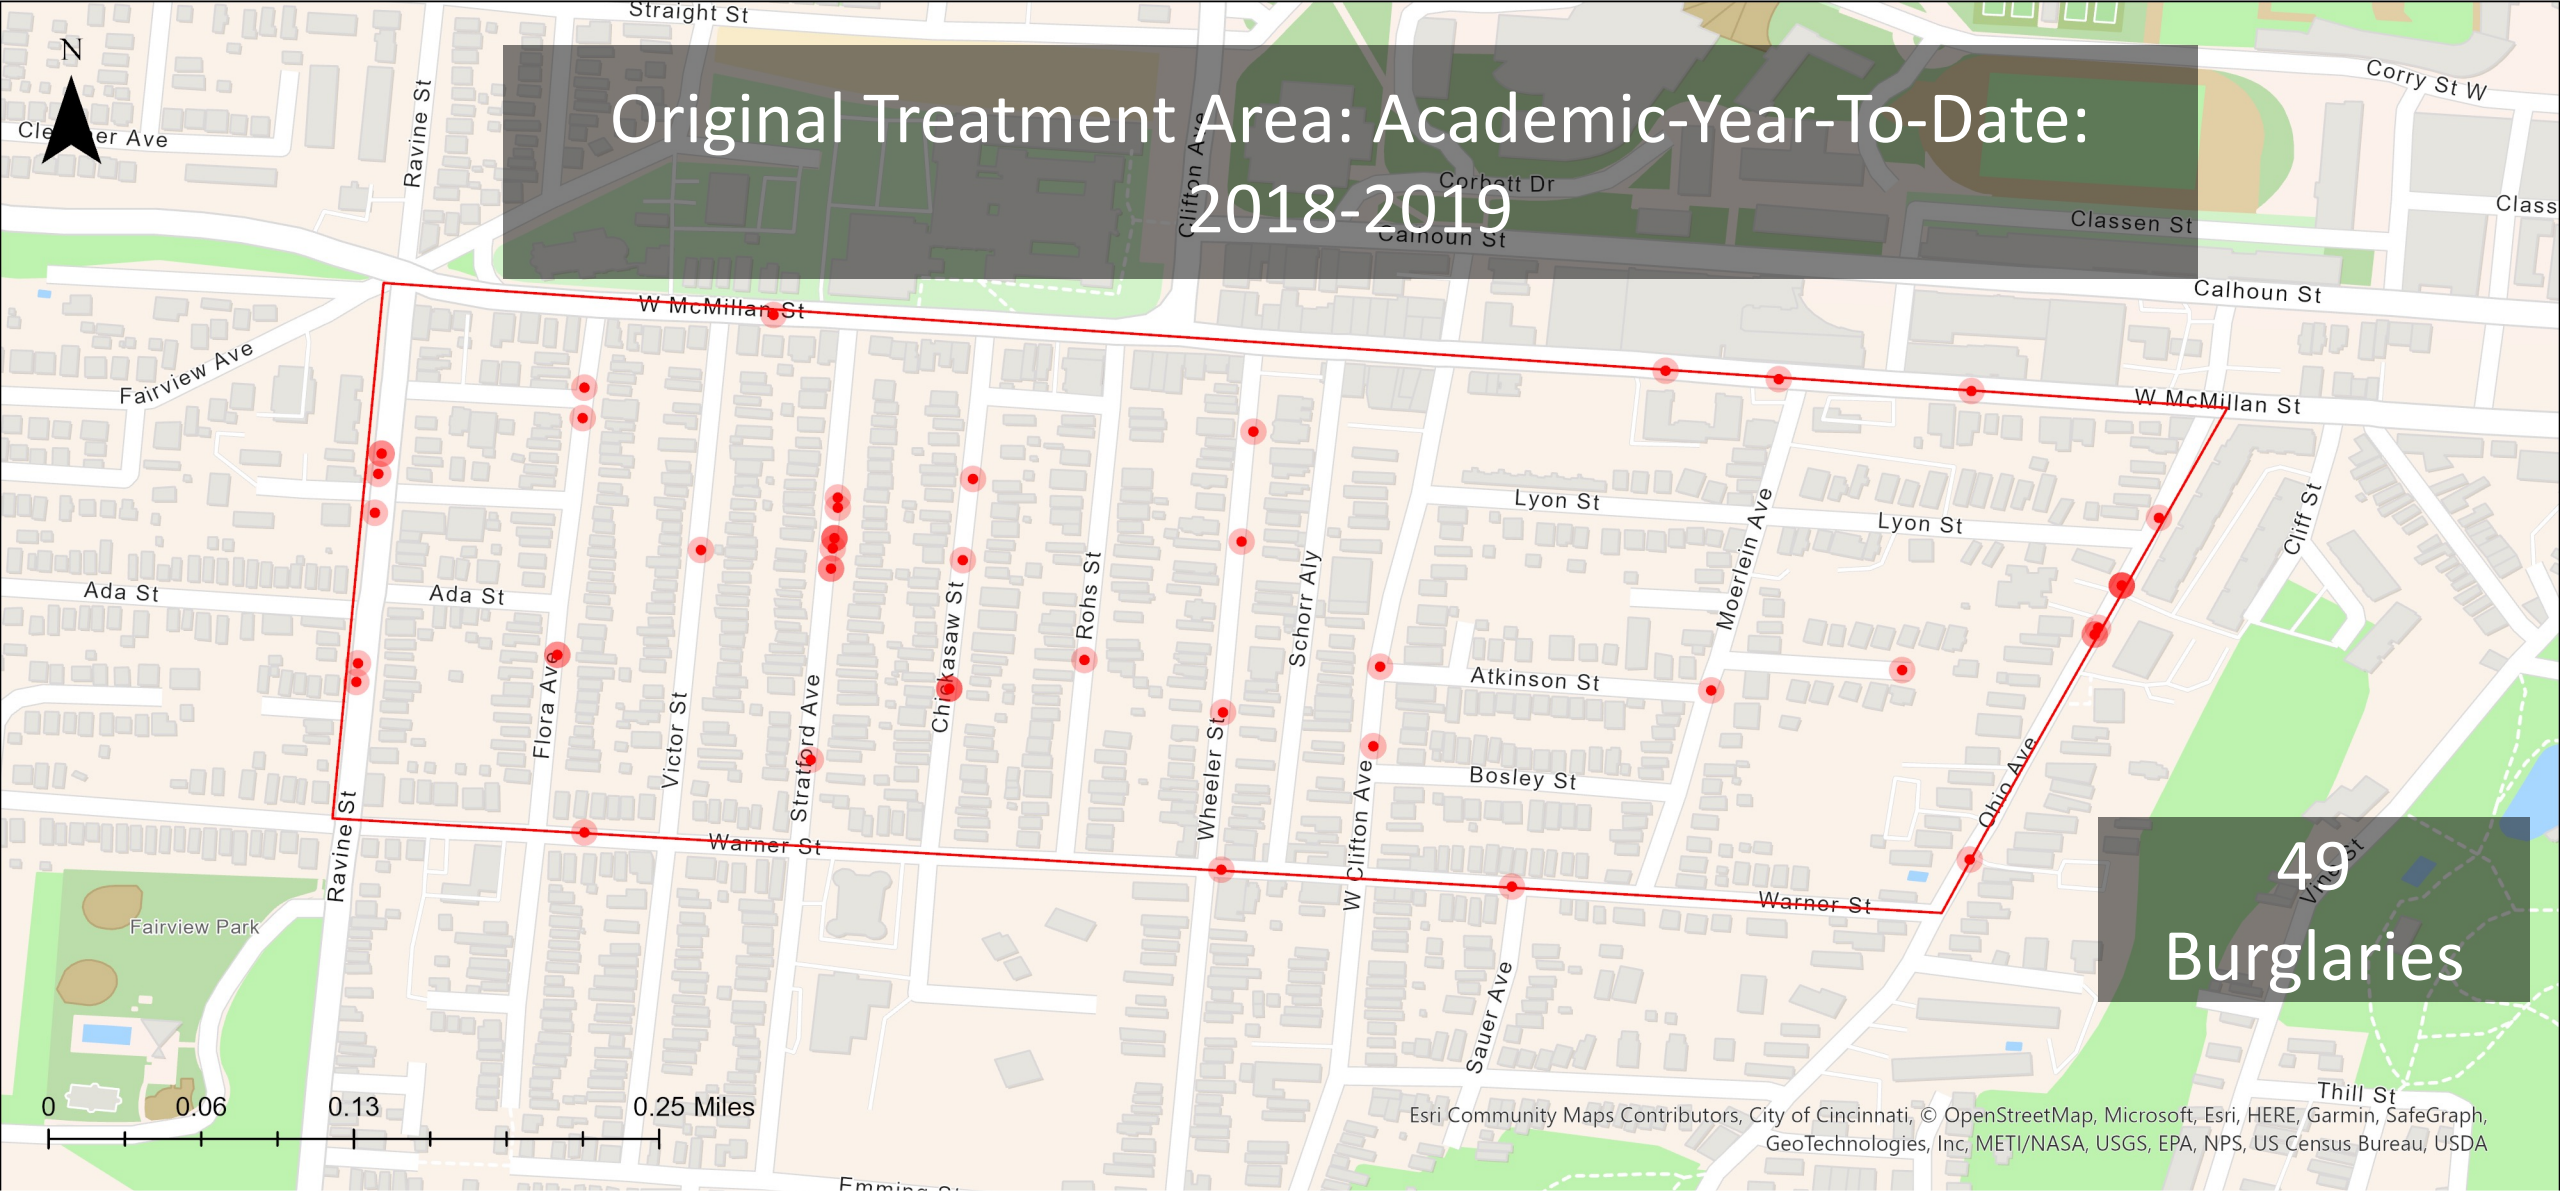 Straight St
N
Corry St W
Original Treatment Area: Academic-Year-To-Date:
2018-2019
Ravine St
Clifton Ave
Corbett Dr
Class
Classen St
Calhoun St
Calhoun St
W McMillan St
W McMillan St
Fairview Ave
Lyon St
Lyon St
Moerlein Ave
Cliff St
Ada St
Ada St
Chickasaw St
Rohs St
Schorr Aly
Flora Ave
Victor St
Stratford Ave
Wheeler St
W Clifton Ave
Atkinson St
Bosley St
Ohio Ave
Ravine St
Warner St
Warner St
Vine St
49
Burglaries
Fairview Park
Sauer Ave
Thill St
0 0.06 0.13 0.25 Miles
Esri Community Maps Contributors, City of Cincinnati, © OpenStreetMap, Microsoft, Esri, HERE, Garmin, SafeGraph,
GeoTechnologies, Inc, METI/NASA, USGS, EPA, NPS, US Census Bureau, USDA